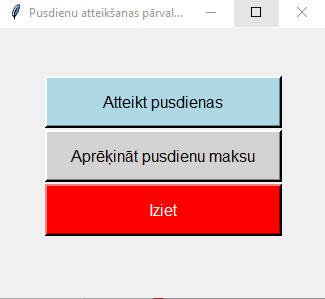 Pusdienu atteikšanas pārval...
Atteikt pusdienas
Aprēķināt pusdienu maksu
Iziet